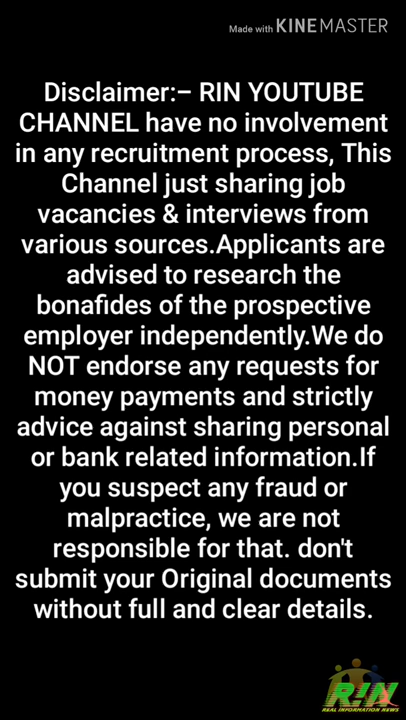 Made with KINEMASTER
Disclaimer:– RIN YOUTUBE
CHANNEL have no involvement
in any recruitment process, This
Channel just sharing job
vacancies & interviews from
various sources.Applicants are
advised to research the
bonafides of the prospective
employer independently.We do
NOT endorse any requests for
money payments and strictly
advice against sharing personal
or bank related information.If
you suspect any fraud or
malpractice, we are not
responsible for that. don't
submit your Original documents
without full and clear details.
RIN
REAL INFORMATION NEWS